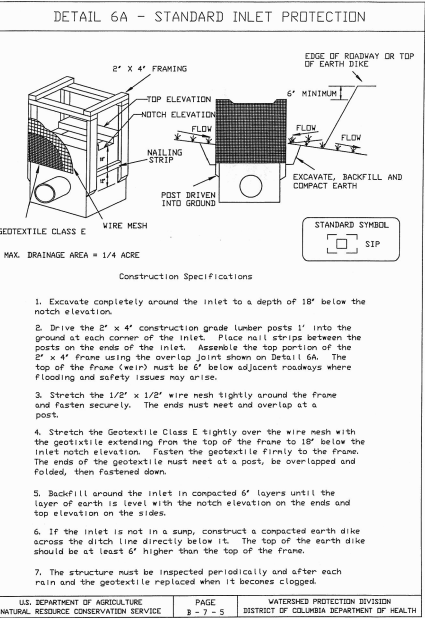 DETAIL 6A - STANDARD INLET PROTECTION
2" X 4" FRAMING
EDGE OF ROADWAY OR TOP
OF EARTH DIKE
6" MINIMUM
TOP ELEVATION
NOTCH ELEVATION
FLOW
FLOW
FLOW
NAILING
STRIP
18"
12"
EXCAVATE, BACKFILL AND
COMPACT EARTH
POST DRIVEN
INTO GROUND
WIRE MESH
GEOTEXTILE CLASS E
STANDARD SYMBOL
SIP
MAX. DRAINAGE AREA = 1/4 ACRE
Construction Specifications
1. Excavate completely around the inlet to a depth of 18" below the
notch elevation.
2. Drive the 2" x 4" construction grade lumber posts 1' into the
ground at each corner of the inlet. Place nail strips between the
posts on the ends of the inlet. Assemble the top portion of the
2" x 4" frame using the overlap joint shown on Detail 6A. The
top of the frame (weir) must be 6" below adjacent roadways where
flooding and safety issues may arise.
3. Stretch the 1/2" x 1/2" wire mesh tightly around the frame
and fasten securely. The ends must meet and overlap at a
post.
4. Stretch the Geotextile Class E tightly over the wire mesh with
the geotixtile extending from the top of the frame to 18" below the
inlet notch elevation. Fasten the geotextile firmly to the frame.
The ends of the geotextile must meet at a post, be overlapped and
folded, then fastened down.
5. Backfill around the inlet in compacted 6" layers until the
layer of earth is level with the notch elevation on the ends and
top elevation on the sides.
6. If the inlet is not in a sump, construct a compacted earth dike
across the ditch line directly below it. The top of the earth dike
should be at least 6" higher than the top of the frame.
7. The structure must be inspected periodically and after each
rain and the geotextile replaced when it becomes clogged.
U.S. DEPARTMENT OF AGRICULTURE
NATURAL RESOURCE CONSERVATION SERVICE
PAGE
B - 7 - 5
WATERSHED PROTECTION DIVISION
DISTRICT OF COLUMBIA DEPARTMENT OF HEALTH